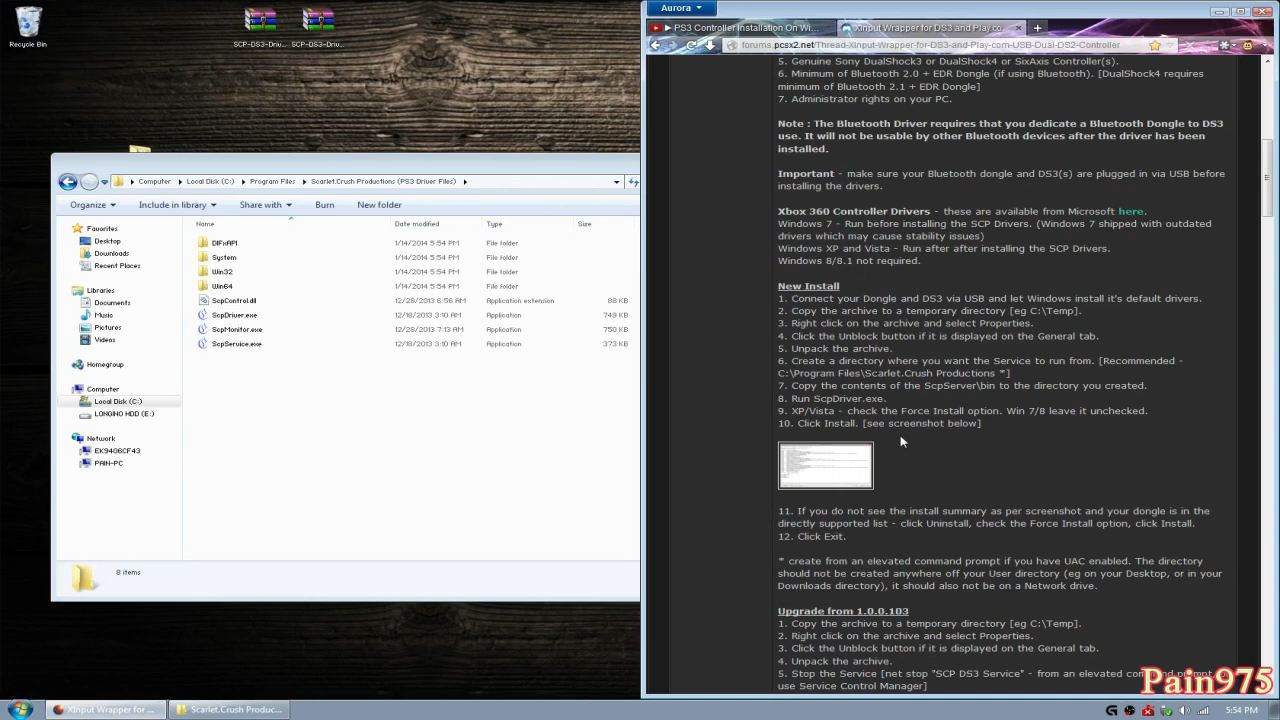 Recycle Bin
SCP-DS3-Driv...
SCP-DS3-Driv...
Aurora
PS3 Controller Installation On Wi...
XInput Wrapper for DS3 and Play.co...
forums.pcsx2.net/Thread-XInput-Wrapper-for-DS3-and-Play-com-USB-Dual-DS2-Controller
Computer
Local Disk (C:)
Program Files
Scarlet.Crush Productions (PS3 Driver Files)
Organize
Include in library
Share with
Burn
New folder
Favorites
Desktop
Downloads
Recent Places
Libraries
Documents
Music
Pictures
Videos
Homegroup
Computer
Local Disk (C:)
LONGINO HDD (E:)
Network
EK9406CF43
PAIN-PC
Name Date modified Type Size
DIFxAPI 1/14/2014 5:54 PM File folder
System 1/14/2014 5:54 PM File folder
Win32 1/14/2014 5:54 PM File folder
Win64 1/14/2014 5:54 PM File folder
ScpControl.dll 12/28/2013 6:56 AM Application extension 88 KB
ScpDriver.exe 12/18/2013 3:10 AM Application 749 KB
ScpMonitor.exe 12/28/2013 7:13 AM Application 750 KB
ScpService.exe 12/18/2013 3:10 AM Application 373 KB
8 items
5. Genuine Sony DualShock3 or DualShock4 or SixAxis Controller(s).
6. Minimum of Bluetooth 2.0 + EDR Dongle (if using Bluetooth). [DualShock4 requires
minimum of Bluetooth 2.1 + EDR Dongle]
7. Administrator rights on your PC.
Note : The Bluetooth Driver requires that you dedicate a Bluetooth Dongle to DS3
use. It will not be usable by other Bluetooth devices after the driver has been
installed.
Important - make sure your Bluetooth dongle and DS3(s) are plugged in via USB before
installing the drivers.
Xbox 360 Controller Drivers - these are available from Microsoft here.
Windows 7 - Run before installing the SCP Drivers. (Windows 7 shipped with outdated
drivers which may cause stability issues)
Windows XP and Vista - Run after after installing the SCP Drivers.
Windows 8/8.1 not required.
New Install
1. Connect your Dongle and DS3 via USB and let Windows install it's default drivers.
2. Copy the archive to a temporary directory [eg C:\Temp].
3. Right click on the archive and select Properties.
4. Click the Unblock button if it is displayed on the General tab.
5. Unpack the archive.
6. Create a directory where you want the Service to run from. [Recommended -
C:\Program Files\Scarlet.Crush Productions *]
7. Copy the contents of the ScpServer\bin to the directory you created.
8. Run ScpDriver.exe.
9. XP/Vista - check the Force Install option. Win 7/8 leave it unchecked.
10. Click Install. [see screenshot below]
11. If you do not see the install summary as per screenshot and your dongle is in the
directly supported list - click Uninstall, check the Force Install option, click Install.
12. Click Exit.
* create from an elevated command prompt if you have UAC enabled. The directory
should not be created anywhere off your User directory (eg on your Desktop, or in your
Downloads directory), it should also not be on a Network drive.
Upgrade from 1.0.0.103
1. Copy the archive to a temporary directory [eg C:\Temp].
2. Right click on the archive and select Properties.
3. Click the Unblock button if it is displayed on the General tab.
4. Unpack the archive.
5. Stop the Service [net stop "SCP DS3 Service" - from an elevated
use Service Control Manager]
Pain975
XInput Wrapper for ...
Scarlet.Crush Produc...
5:54 PM